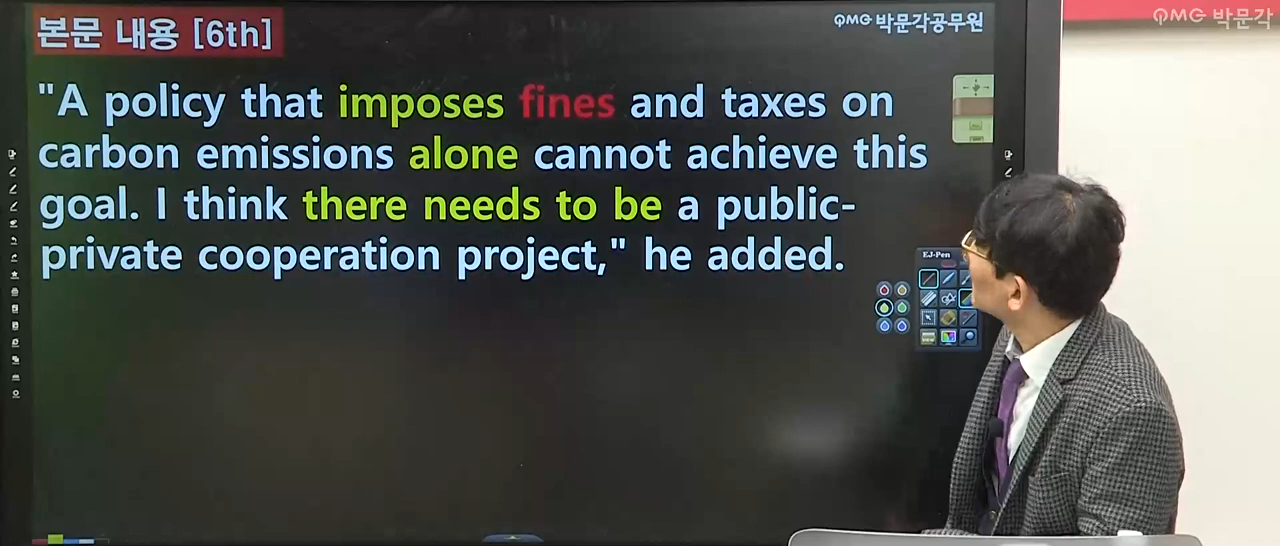 본문 내용 [6th]
PMG 박문각공무원
PMG 박문각
"A policy that imposes fines and taxes on
carbon emissions alone cannot achieve this
goal. I think there needs to be a public-
private cooperation project," he added.
EJ-Pen